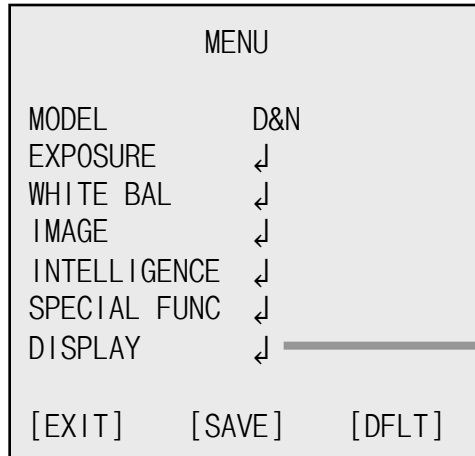 MENU
MODEL D&N
EXPOSURE ↲
WHITE BAL ↲
IMAGE ↲
INTELLIGENCE ↲
SPECIAL FUNC ↲
DISPLAY ↲
[EXIT] [SAVE] [DFLT]